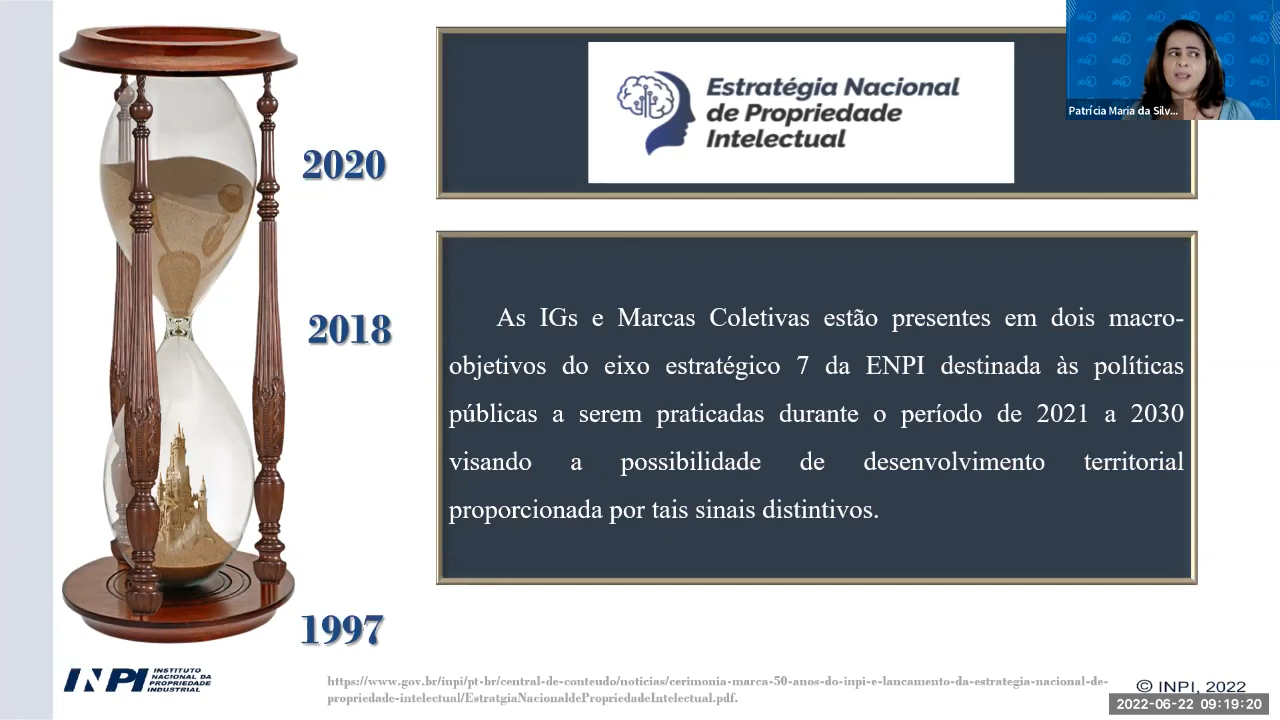 2020
2018
1997
Estratégia Nacional
de Propriedade
Intelectual
Patrícia Maria da Silv...
As IGs e Marcas Coletivas estão presentes em dois macro-
objetivos do eixo estratégico 7 da ENPI destinada às políticas
públicas a serem praticadas durante o período de 2021 a 2030
visando a possibilidade de desenvolvimento territorial
proporcionada por tais sinais distintivos.
INPI
INSTITUTO
NACIONAL DA
PROPRIEDADE
INDUSTRIAL
https://www.gov.br/inpi/pt-br/central-de-conteudo/noticias/cerimonia-marca-50-anos-do-inpi-e-lancamento-da-estrategia-nacional-de-
propriedade-intelectual/EstratgiaNacionaldePropriedadeIntelectual.pdf.
© INPI, 2022
2022-06-22 09:19:20